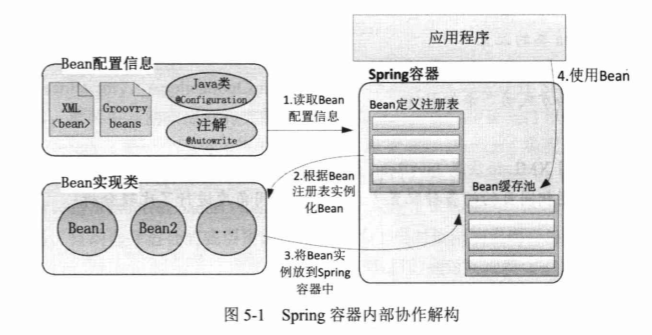 应用程序
Bean配置信息
XML
<bean>
Groovry
beans
Java类
@Configuration
注解
@Autowrite
1.读取Bean
配置信息
Spring容器
4.使用Bean
Bean定义注册表
2.根据Bean
注册表实例
化Bean
Bean缓存池
Bean实现类
Bean1
Bean2
...
3.将Bean实
例放到Spring
容器中
图 5-1 Spring 容器内部协作解构